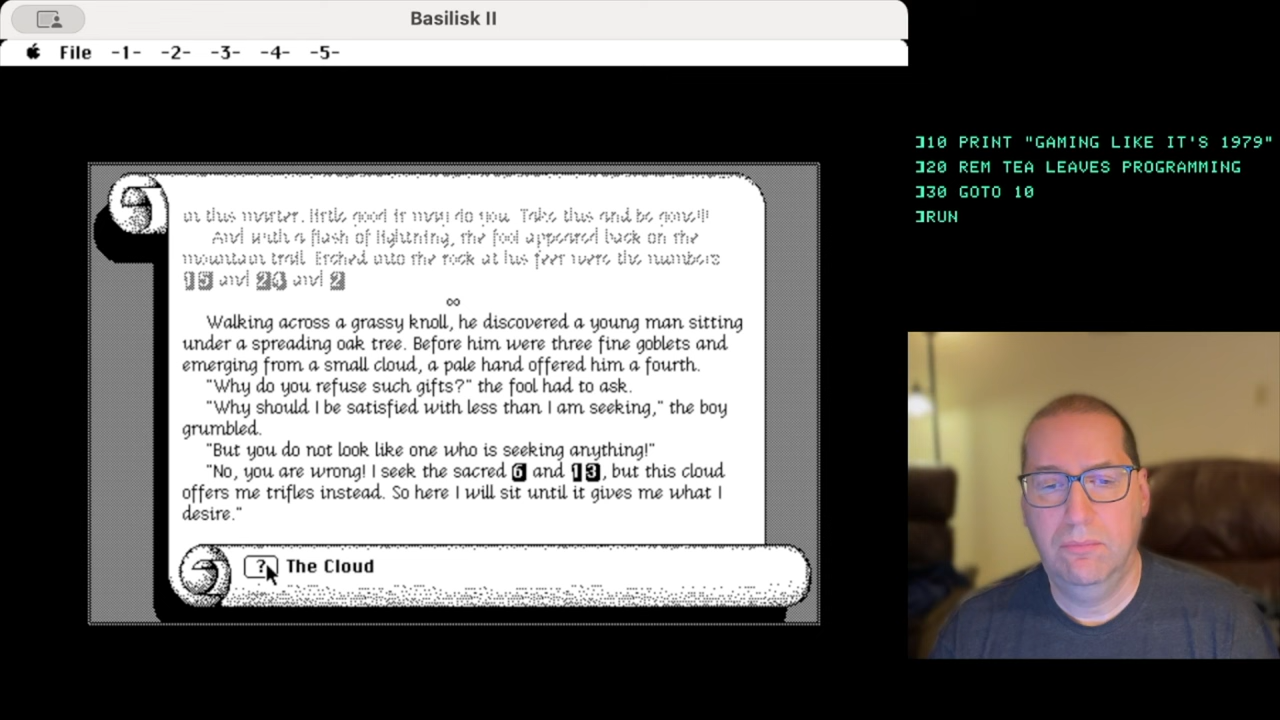 Basilisk II
File -1- -2- -3- -4- -5-
]10 PRINT "GAMING LIKE IT'S 1979"
]20 REM TEA LEAVES PROGRAMMING
]30 GOTO 10
]RUN
in this matter, little good it may do you. Take this and be gone!"
And with a flash of lightning, the fool appeared back on the
mountain trail. Etched into the rock at his feet were the numbers
15 and 24 and 2
∞
Walking across a grassy knoll, he discovered a young man sitting
under a spreading oak tree. Before him were three fine goblets and
emerging from a small cloud, a pale hand offered him a fourth.
"Why do you refuse such gifts?" the fool had to ask.
"Why should I be satisfied with less than I am seeking," the boy
grumbled.
"But you do not look like one who is seeking anything!"
"No, you are wrong! I seek the sacred 6 and 13, but this cloud
offers me trifles instead. So here I will sit until it gives me what I
desire."
? The Cloud